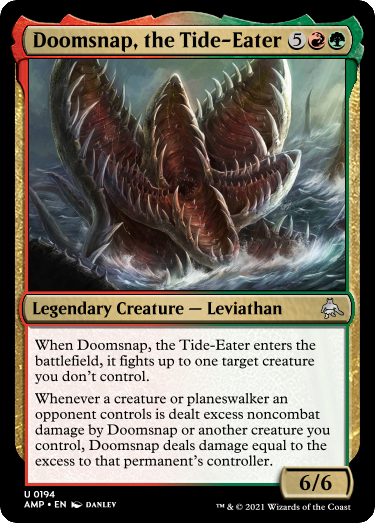 Doomsnap, the Tide-Eater 5
Legendary Creature — Leviathan
When Doomsnap, the Tide-Eater enters the
battlefield, it fights up to one target creature
you don't control.
Whenever a creature or planeswalker an
opponent controls is dealt excess noncombat
damage by Doomsnap or another creature you
control, Doomsnap deals damage equal to the
excess to that permanent's controller.
6/6
U 0194
AMP • EN DANLEV
™ & © 2021 Wizards of the Coast